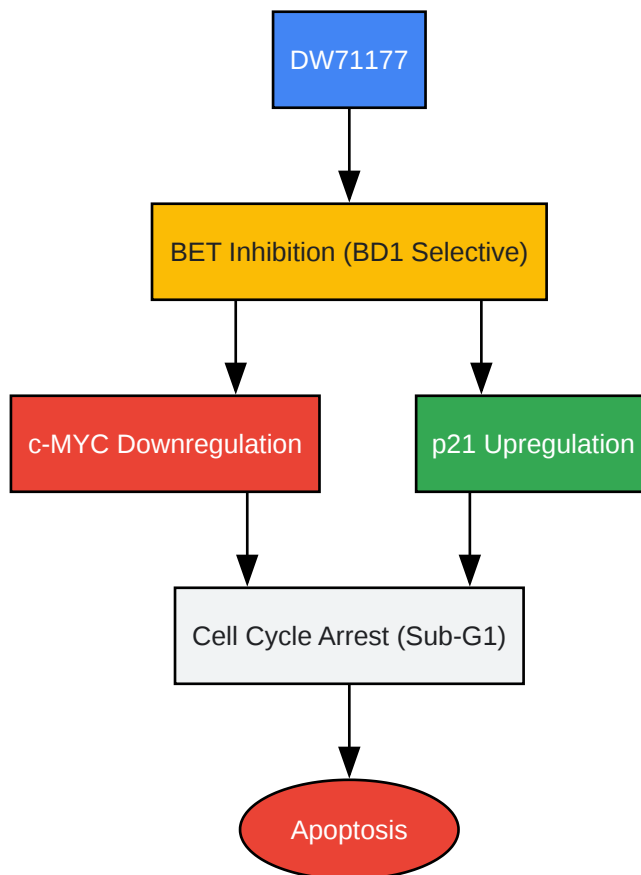 DW71177
BET Inhibition (BD1 Selective)
c-MYC Downregulation
p21 Upregulation
Cell Cycle Arrest (Sub-G1)
Apoptosis